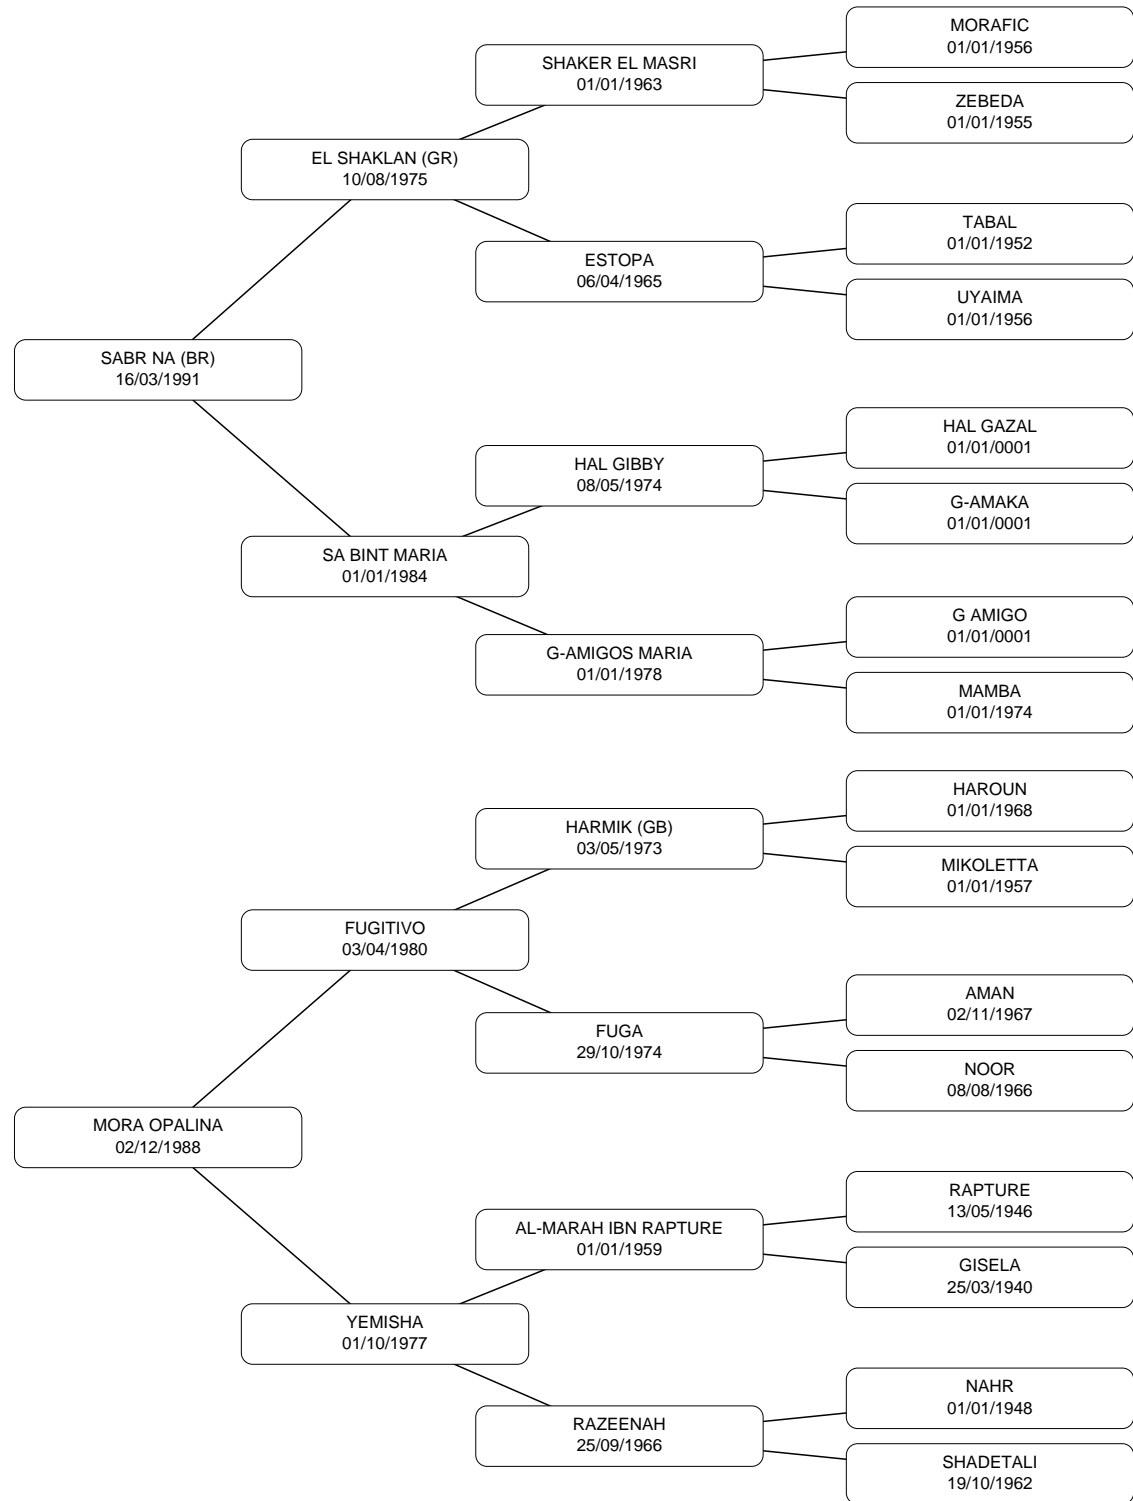 MORAFIC
01/01/1956
SHAKER EL MASRI
01/01/1963
ZEBEDA
01/01/1955
EL SHAKLAN (GR)
10/08/1975
TABAL
01/01/1952
ESTOPA
06/04/1965
UYAIMA
01/01/1956
SABR NA (BR)
16/03/1991
HAL GAZAL
01/01/0001
HAL GIBBY
08/05/1974
G-AMAKA
01/01/0001
SA BINT MARIA
01/01/1984
G AMIGO
01/01/0001
G-AMIGOS MARIA
01/01/1978
MAMBA
01/01/1974
HAROUN
01/01/1968
HARMIK (GB)
03/05/1973
MIKOLETTA
01/01/1957
FUGITIVO
03/04/1980
AMAN
02/11/1967
FUGA
29/10/1974
NOOR
08/08/1966
MORA OPALINA
02/12/1988
RAPTURE
13/05/1946
AL-MARAH IBN RAPTURE
01/01/1959
GISELA
25/03/1940
YEMISHA
01/10/1977
NAHR
01/01/1948
RAZEENAH
25/09/1966
SHADETALI
19/10/1962